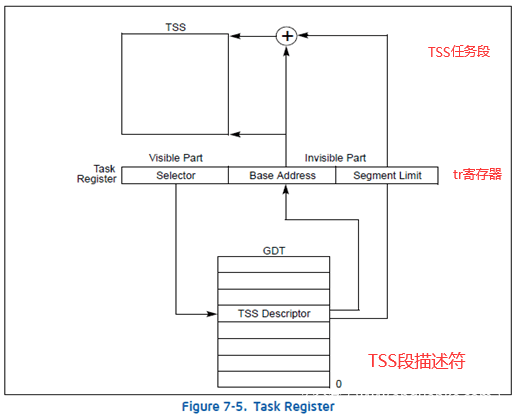 TSS
TSS任务段
Visible Part
Invisible Part
Task
Register
Selector
Base Address
Segment Limit
tr寄存器
GDT
TSS Descriptor
TSS段描述符
0
Figure 7-5. Task Register